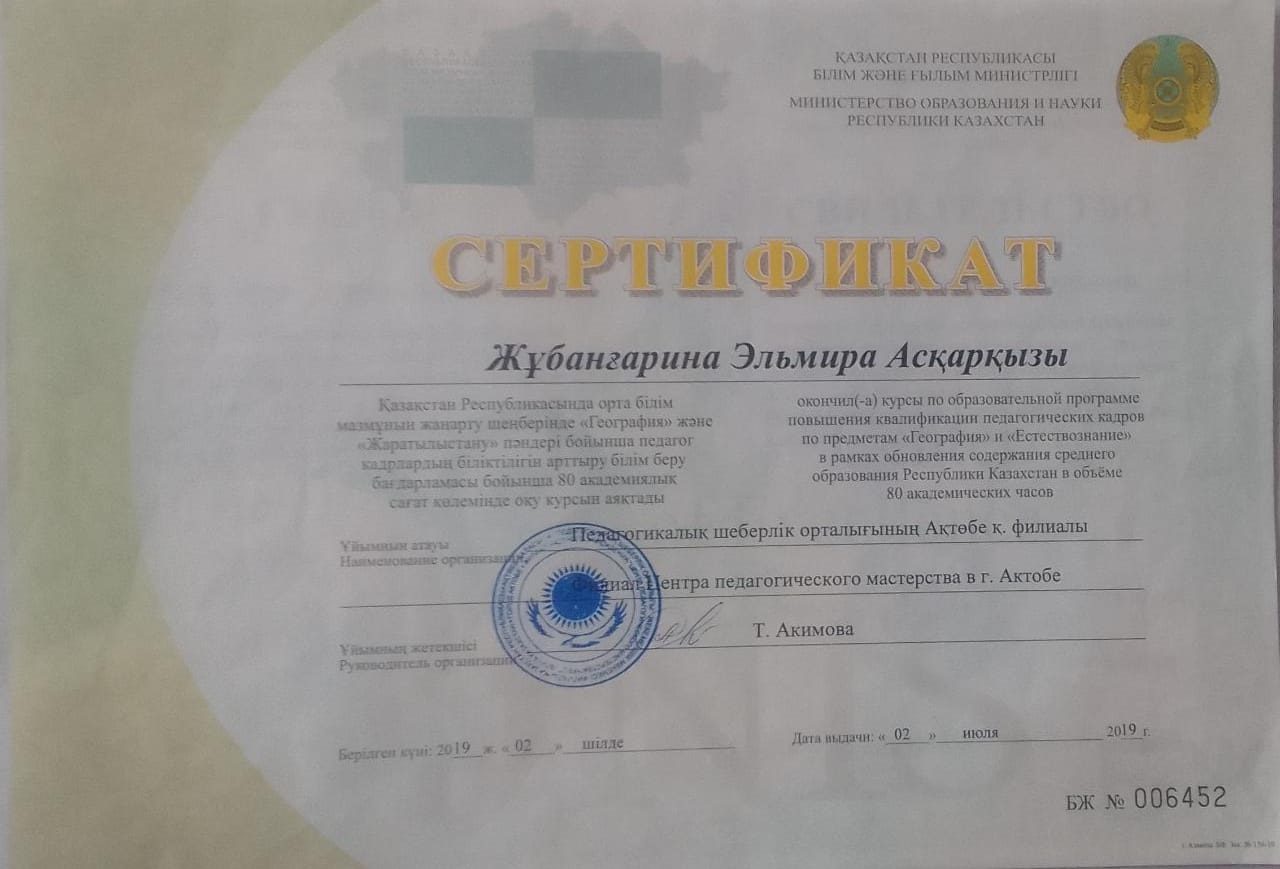 ҚАЗАҚСТАН РЕСПУБЛИКАСЫ
БІЛІМ ЖӘНЕ ҒЫЛЫМ МИНИСТРЛІГІ
МИНИСТЕРСТВО ОБРАЗОВАНИЯ И НАУКИ
РЕСПУБЛИКИ КАЗАХСТАН
СЕРТИФИКАТ
Жұбанғарина Эльмира Асқарқызы
Қазақстан Республикасында орта білім
мазмұнын жаңарту шеңберінде «География» және
«Жаратылыстану» пәндері бойынша педагог
кадрлардың біліктілігін арттыру білім беру
бағдарламасы бойынша 80 академиялық
сағат көлемінде оқу курсын аяқтады
окончил(-а) курсы по образовательной программе
повышения квалификации педагогических кадров
по предметам «География» и «Естествознание»
в рамках обновления содержания среднего
образования Республики Казахстан в объёме
80 академических часов
Педагогикалық шеберлік орталығының Ақтөбе қ. филиалы
Ұйымның атауы
Наименование организации
Филиал Центра педагогического мастерства в г. Актобе
Т. Акимова
Ұйымның жетекшісі
Руководитель организации
Берілген күні: 2019 ж. «02» шілде
Дата выдачи: «02» июля 2019 г.
БЖ № 006452